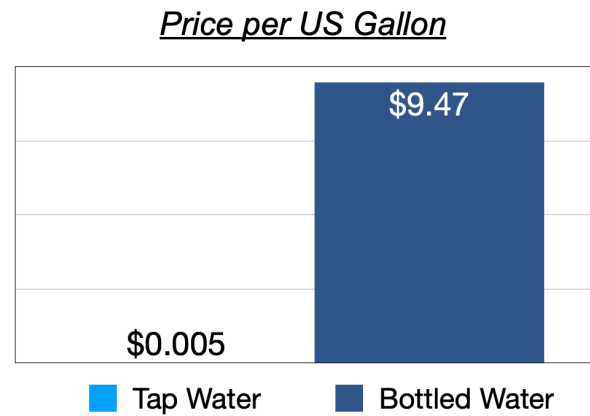 Price per US Gallon
$9.47
$0.005
Tap Water
Bottled Water